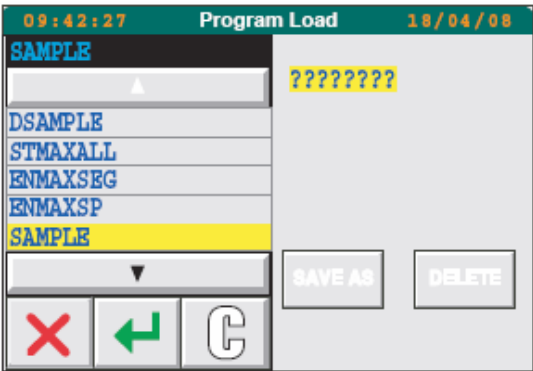 09:42:27 Program Load 18/04/08
SAMPLE
????????
DSAMPLE
STMAXALL
ENMAXSEG
ENMAXSP
SAMPLE
SAVE AS DELETE
C